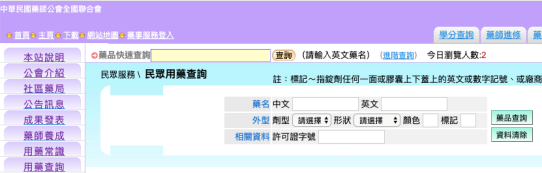 中華民國藥師公會全國聯合會
首頁 主頁 下載 網站地圖 藥事服務登入
學分查詢 藥師進修 藥
本站說明 藥品快速查詢 查詢 (請輸入英文藥名) (進階查詢) 今日瀏覽人數:2
公會介紹 民眾服務 \ 民眾用藥查詢 註:標記～指錠劑任何一面或膠囊上下蓋上的英文或數字記號、或廠商
社區藥局
公告訊息 藥名 中文 英文
成果發表 外型 劑型 請選擇 形狀 請選擇 顏色 標記 藥品查詢
藥師養成 相關資料 許可證字號 資料清除
用藥常識
用藥查詢